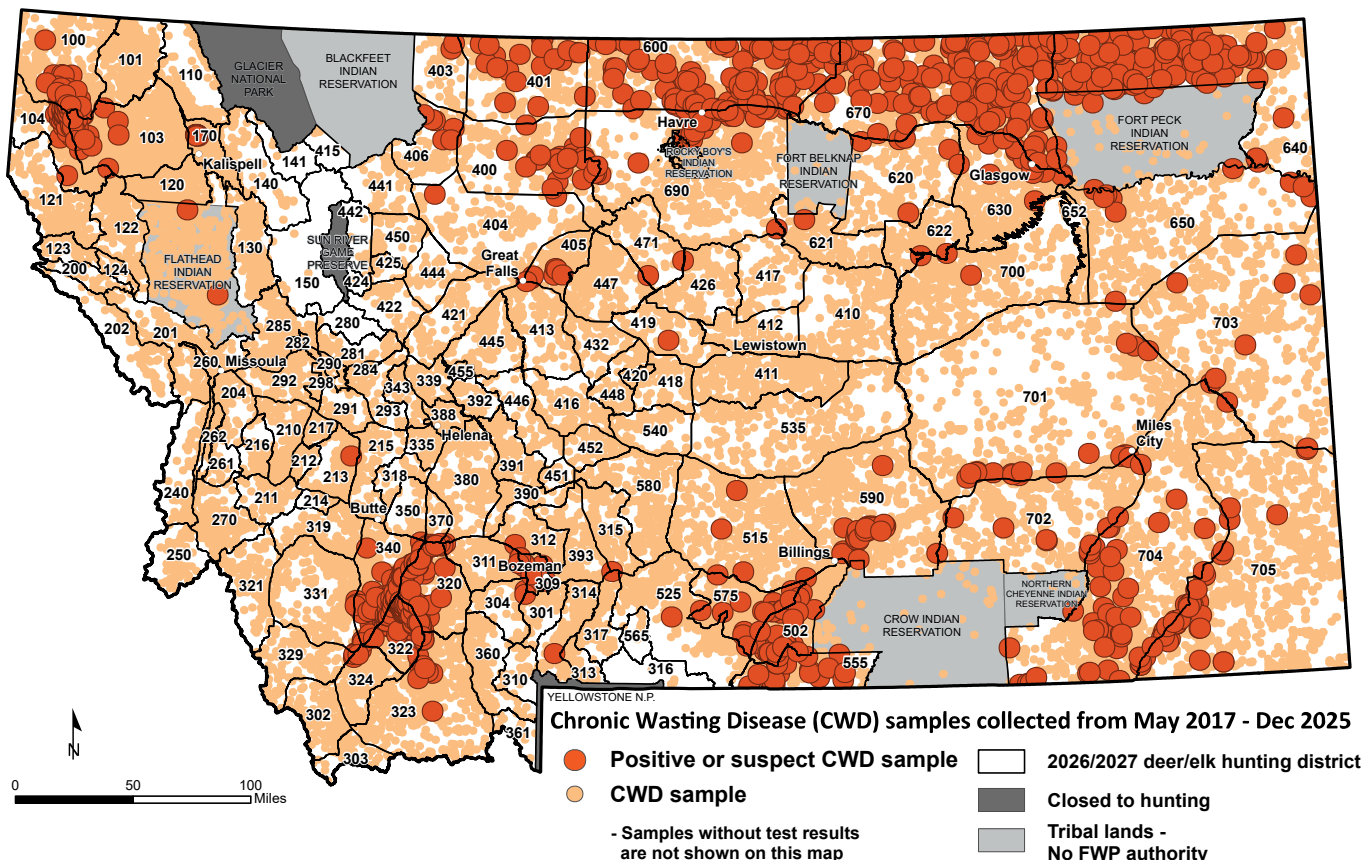 100
101
110
GLACIER
NATIONAL
PARK
BLACKFEET
INDIAN
RESERVATION
403
401
600
670
FORT PECK
INDIAN
RESERVATION
640
104
103
170
Kalispell
141
415
406
400
Havre
ROCKY BOY'S
INDIAN
RESERVATION
690
FORT BELKNAP
INDIAN
RESERVATION
620
Glasgow
630
652
650
121
120
140
441
442
404
122
130
SUN RIVER
GAME
PRESERVE
450
405
471
621
622
123
200
124
FLATHEAD
INDIAN
RESERVATION
150
425
424
444
Great
Falls
447
426
417
700
202
201
285
282
280
422
421
413
419
412
410
703
Lewistown
260
Missoula
281
290
284
445
432
204
292
298
343
339
455
420
418
411
701
291
293
388
392
446
416
448
262
210
217
Helena
540
535
Miles
City
216
215
335
452
261
212
213
318
380
391
451
580
590
240
211
214
Butte
350
370
390
702
270
319
312
315
515
250
340
311
Bozeman
393
Billings
704
321
331
320
309
314
525
575
NORTHERN
CHEYENNE INDIAN
RESERVATION
705
304
301
CROW INDIAN
RESERVATION
317
565
502
329
322
360
313
316
555
324
310
302
323
361
303
YELLOWSTONE N.P.
N
0
50
100
Miles
Chronic Wasting Disease (CWD) samples collected from May 2017 - Dec 2025
Positive or suspect CWD sample
CWD sample
- Samples without test results
are not shown on this map
2026/2027 deer/elk hunting district
Closed to hunting
Tribal lands -
No FWP authority